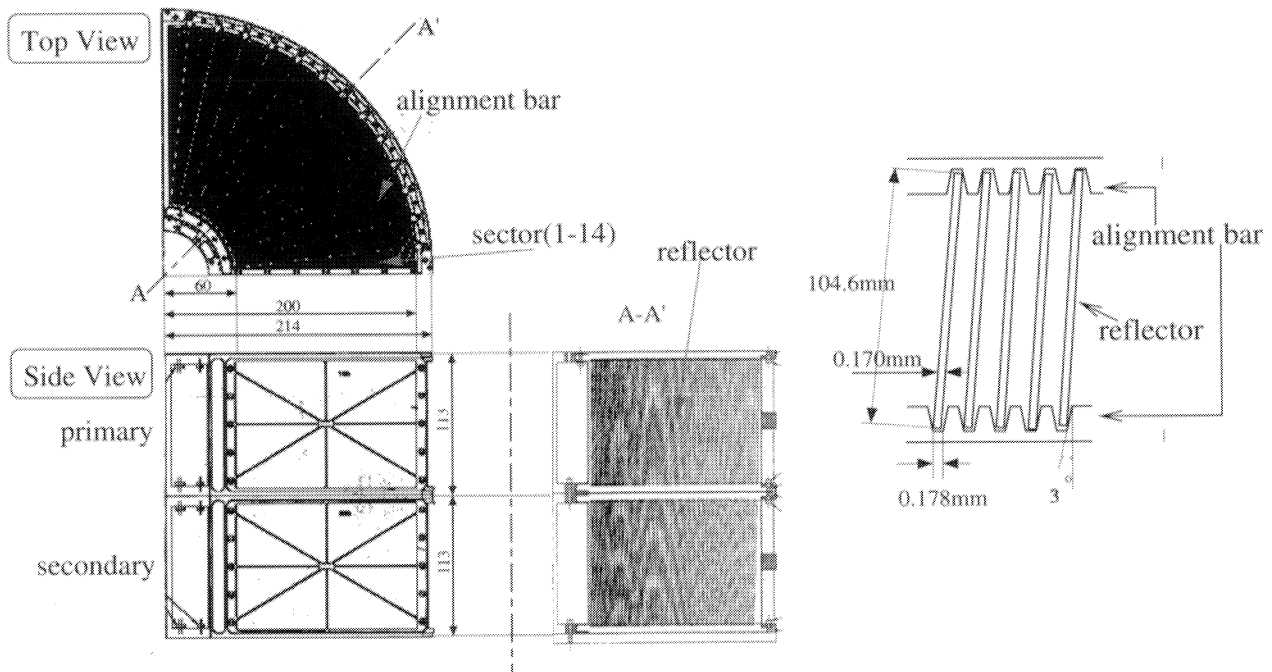 Top View
A'
alignment bar
sector(1-14)
A
60
200
214
reflector
A-A'
Side View
primary
113
secondary
113
104.6mm
alignment bar
0.170mm
reflector
0.178mm
3°